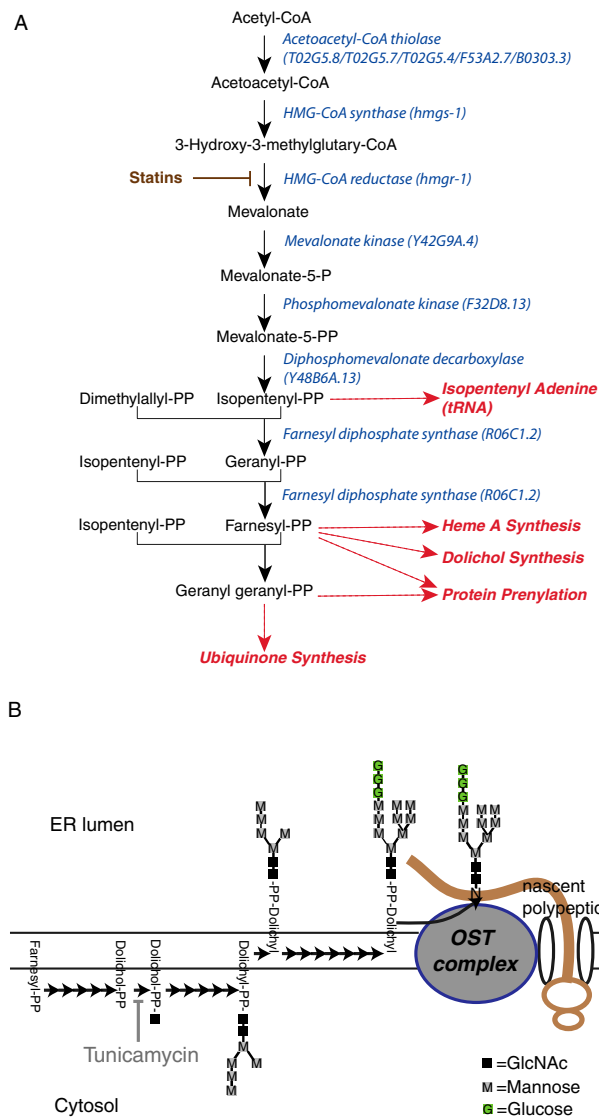 A
Acetyl-CoA
Acetoacetyl-CoA thiolase
(T02G5.8/T02G5.7/T02G5.4/F53A2.7/B0303.3)
Acetoacetyl-CoA
HMG-CoA synthase (hmgs-1)
3-Hydroxy-3-methylglutary-CoA
Statins
HMG-CoA reductase (hmgr-1)
Mevalonate
Mevalonate kinase (Y42G9A.4)
Mevalonate-5-P
Phosphomevalonate kinase (F32D8.13)
Mevalonate-5-PP
Diphosphomevalonate decarboxylase
(Y48B6A.13)
Dimethylallyl-PP Isopentenyl-PP Isopentenyl Adenine
(tRNA)
Farnesyl diphosphate synthase (R06C1.2)
Isopentenyl-PP Geranyl-PP
Farnesyl diphosphate synthase (R06C1.2)
Isopentenyl-PP Farnesyl-PP Heme A Synthesis
Dolichol Synthesis
Geranyl geranyl-PP Protein Prenylation
Ubiquinone Synthesis
B
G
G
G
M
M
M
M
M
M
M
M
M
G
G
G
M
M
M
M
M
M
M
M
M
M
M
M
M
M
ER lumen
-PP-Dolichyl
-PP-Dolichyl
N
nascent
polypeptic
OST
complex
Farnesyl-PP
Dolichol-PP
Dolichol-PP-
Dolichyl-PP-
Tunicamycin
M
M
M
M
M
Cytosol
=GlcNAc
M =Mannose
G =Glucose